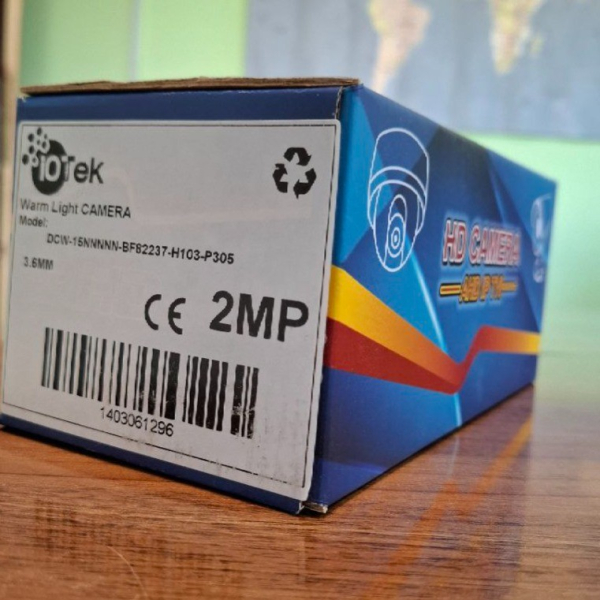 iOTek
Warm Light CAMERA
Model:
DCW-15NNNNN-BF82237-H103-P305
3.6MM
CE 2MP
1403061296
HD CAMERA